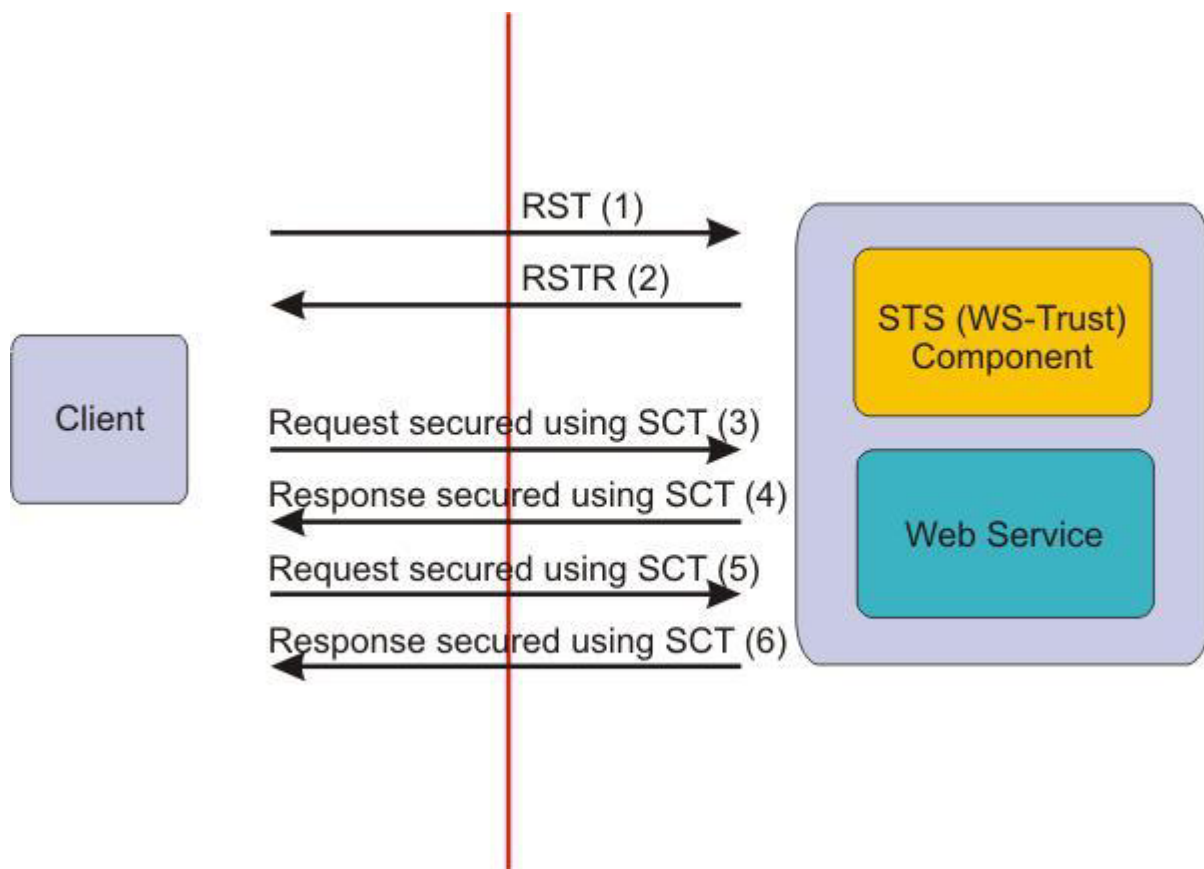 RST (1)
RSTR (2)
STS (WS-Trust)
Component
Client
Request secured using SCT (3)
Response secured using SCT (4)
Web Service
Request secured using SCT (5)
Response secured using SCT (6)